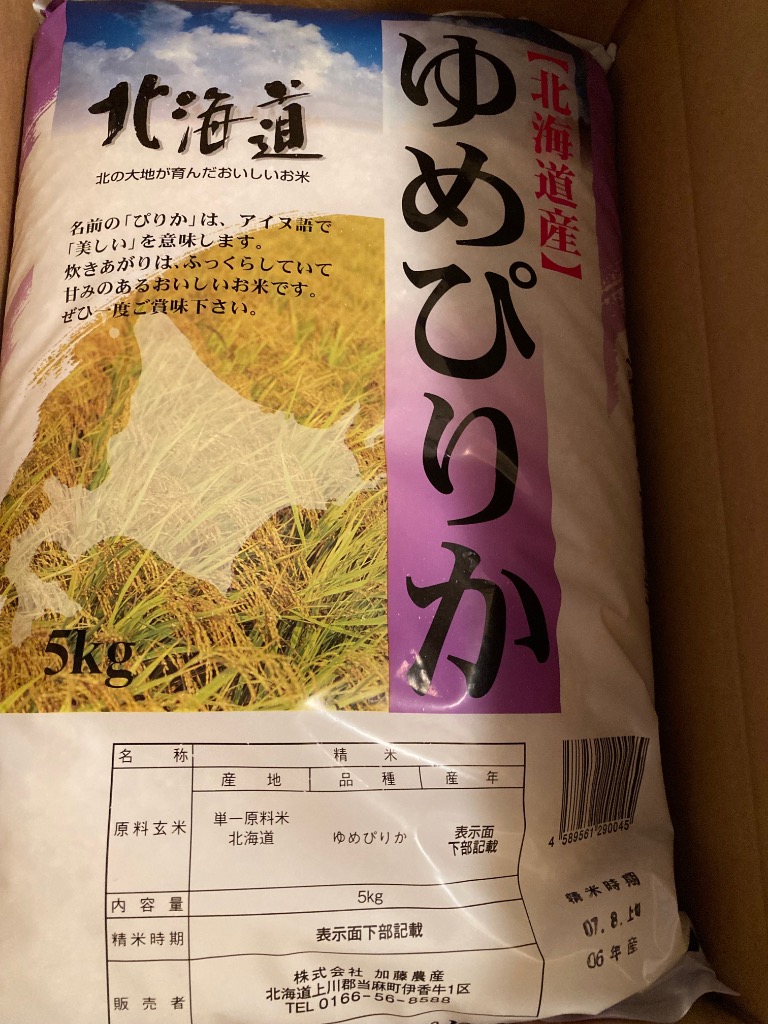 【北海道産】
ゆめぴりか
北海道
北の大地が育んだおいしいお米
名前の「ぴりか」は、アイヌ語で
「美しい」を意味します。
炊きあがりは、ふっくらしていて
甘みのあるおいしいお米です。
ぜひ一度ご賞味下さい。
5kg
名称 精米
産地 品種 産年
原料玄米 単一原料米 北海道 ゆめぴりか 表示面下部記載
内容量 5kg
精米時期 表示面下部記載
販売者 株式会社 加藤農産
北海道上川郡当麻町伊香牛1区
TEL 0166-56-8588
4 589561 290045
精米時期
07.8.上旬
06年産